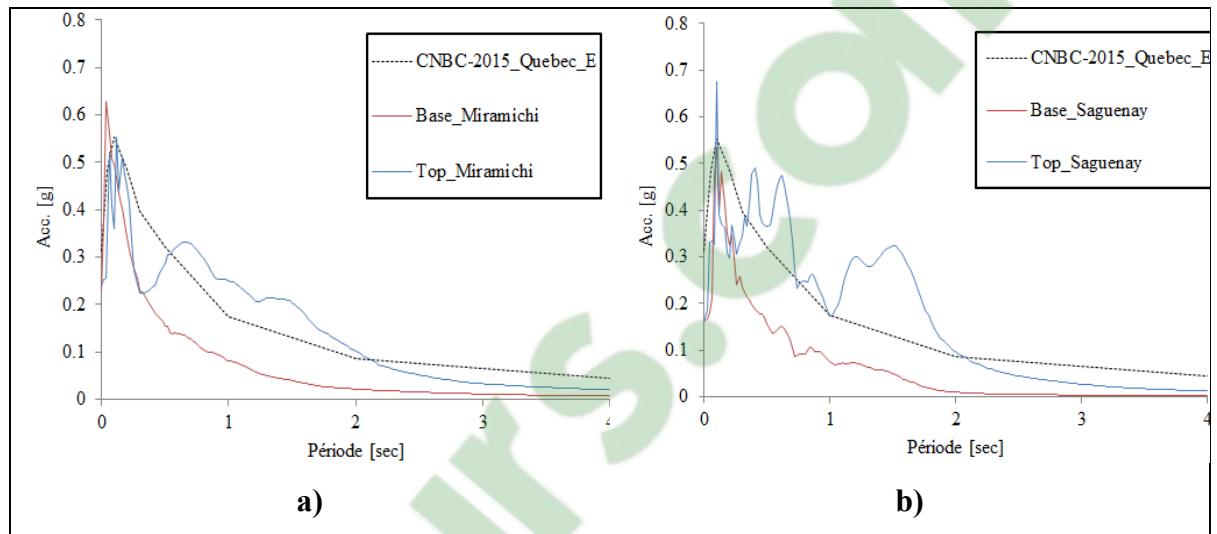 0.8
0.7
0.6
0.5
0.4
0.3
0.2
0.1
0
Acc. [g]
CNBC-2015_Quebec_E
Base_Miramichi
Top_Miramichi
0 1 2 3 4
Période [sec]
a)
0.8
0.7
0.6
0.5
0.4
0.3
0.2
0.1
0
Acc. [g]
CNBC-2015_Quebec_E
Base_Saguenay
Top_Saguenay
0 1 2 3 4
Période [sec]
b)